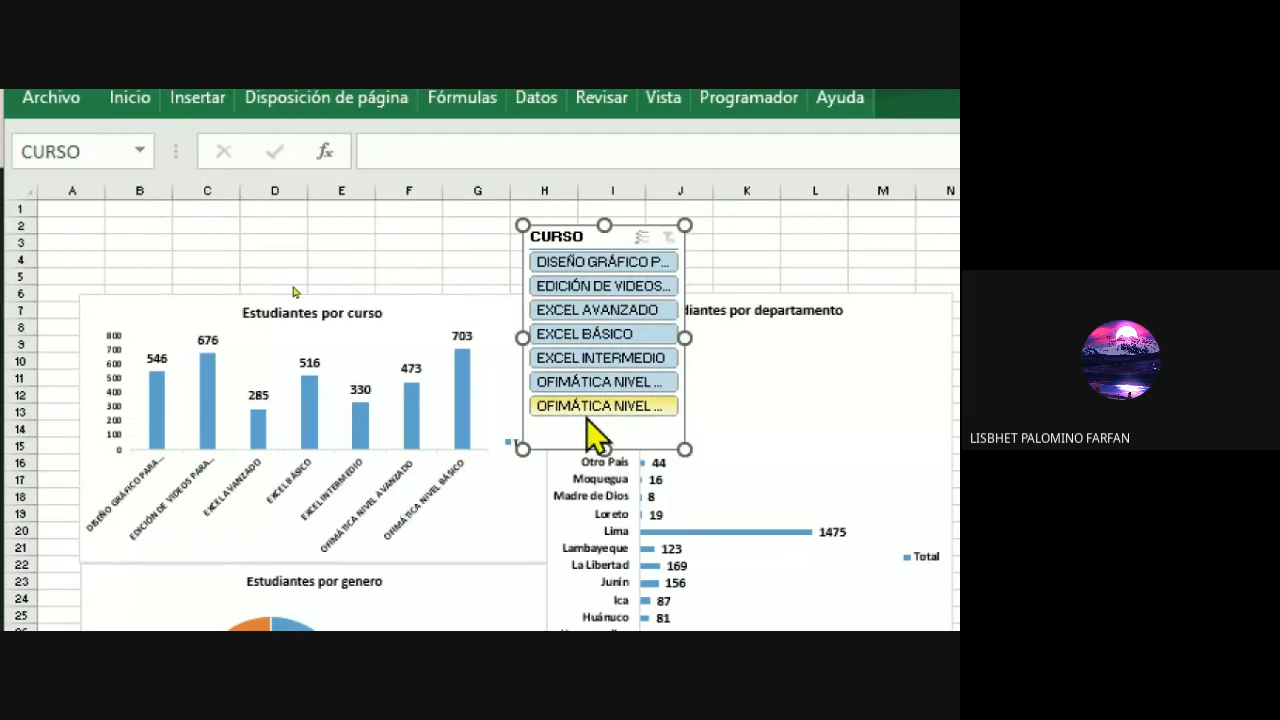 Archivo Inicio Insertar Disposición de página Fórmulas Datos Revisar Vista Programador Ayuda
CURSO fx
A B C D E F G H I J K L M N
1
2
3
4
5
6
7
8
9
10
11
12
13
14
15
16
17
18
19
20
21
22
23
24
25
CURSO
DISEÑO GRÁFICO P...
EDICIÓN DE VIDEOS...
EXCEL AVANZADO
EXCEL BÁSICO
EXCEL INTERMEDIO
OFIMÁTICA NIVEL ...
OFIMÁTICA NIVEL ...
Estudiantes por curso
800
700
600
500
400
300
200
100
0
546
676
285
516
330
473
703
DISEÑO GRÁFICO PARA...
EDICIÓN DE VIDEOS PARA...
EXCEL AVANZADO
EXCEL BÁSICO
EXCEL INTERMEDIO
OFIMÁTICA NIVEL AVANZADO
OFIMÁTICA NIVEL BÁSICO
diantes por departamento
Otro Pais 44
Moquegua 16
Madre de Dios 8
Loreto 19
Lima 1475
Lambayeque 123
La Libertad 169
Junín 156
Ica 87
Huánuco 81
Total
Estudiantes por genero
LISBHET PALOMINO FARFAN